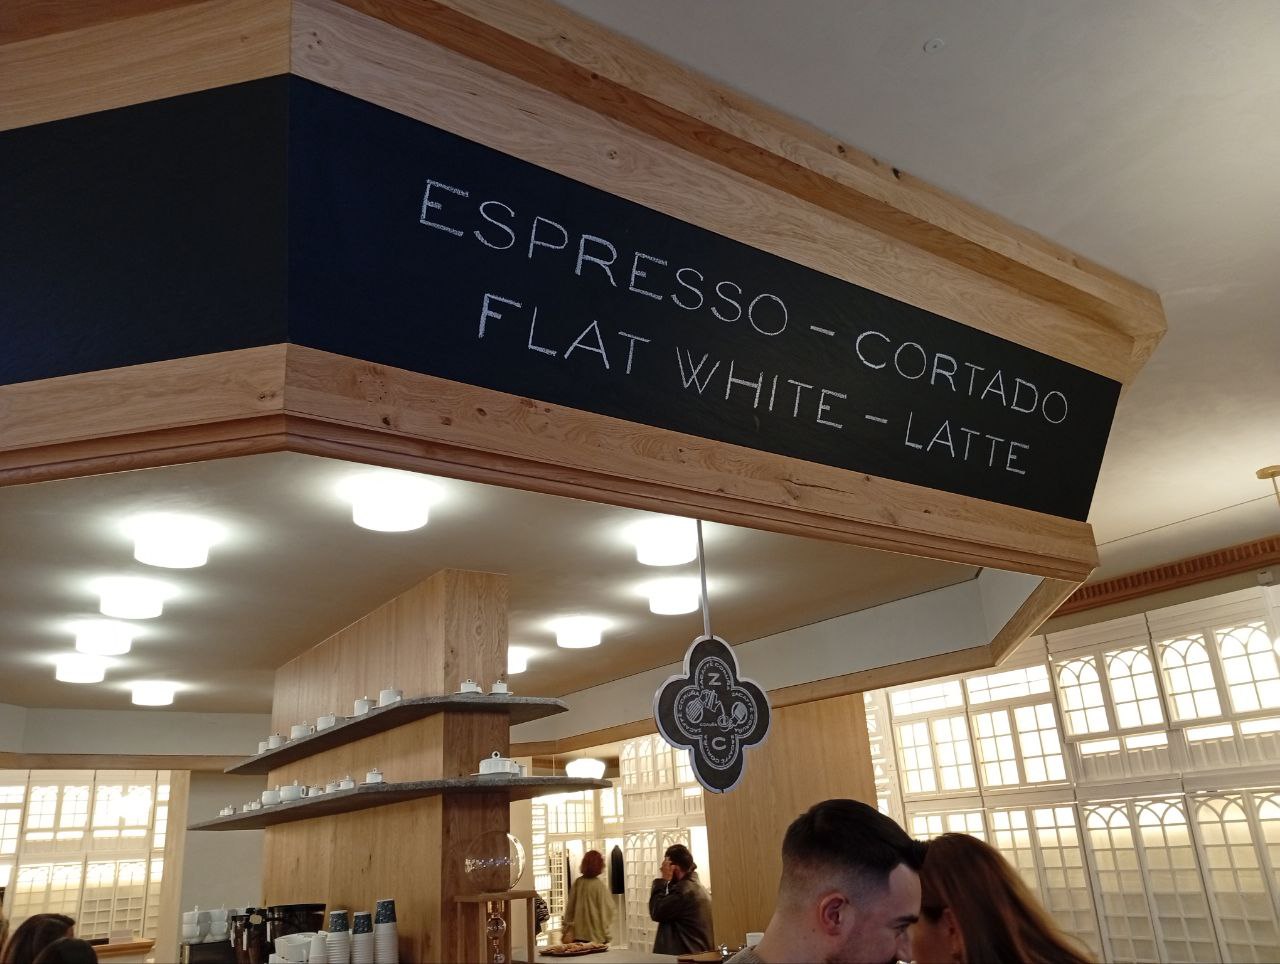 ESPRESSO – CORTADO
FLAT WHITE – LATTE
Z
C